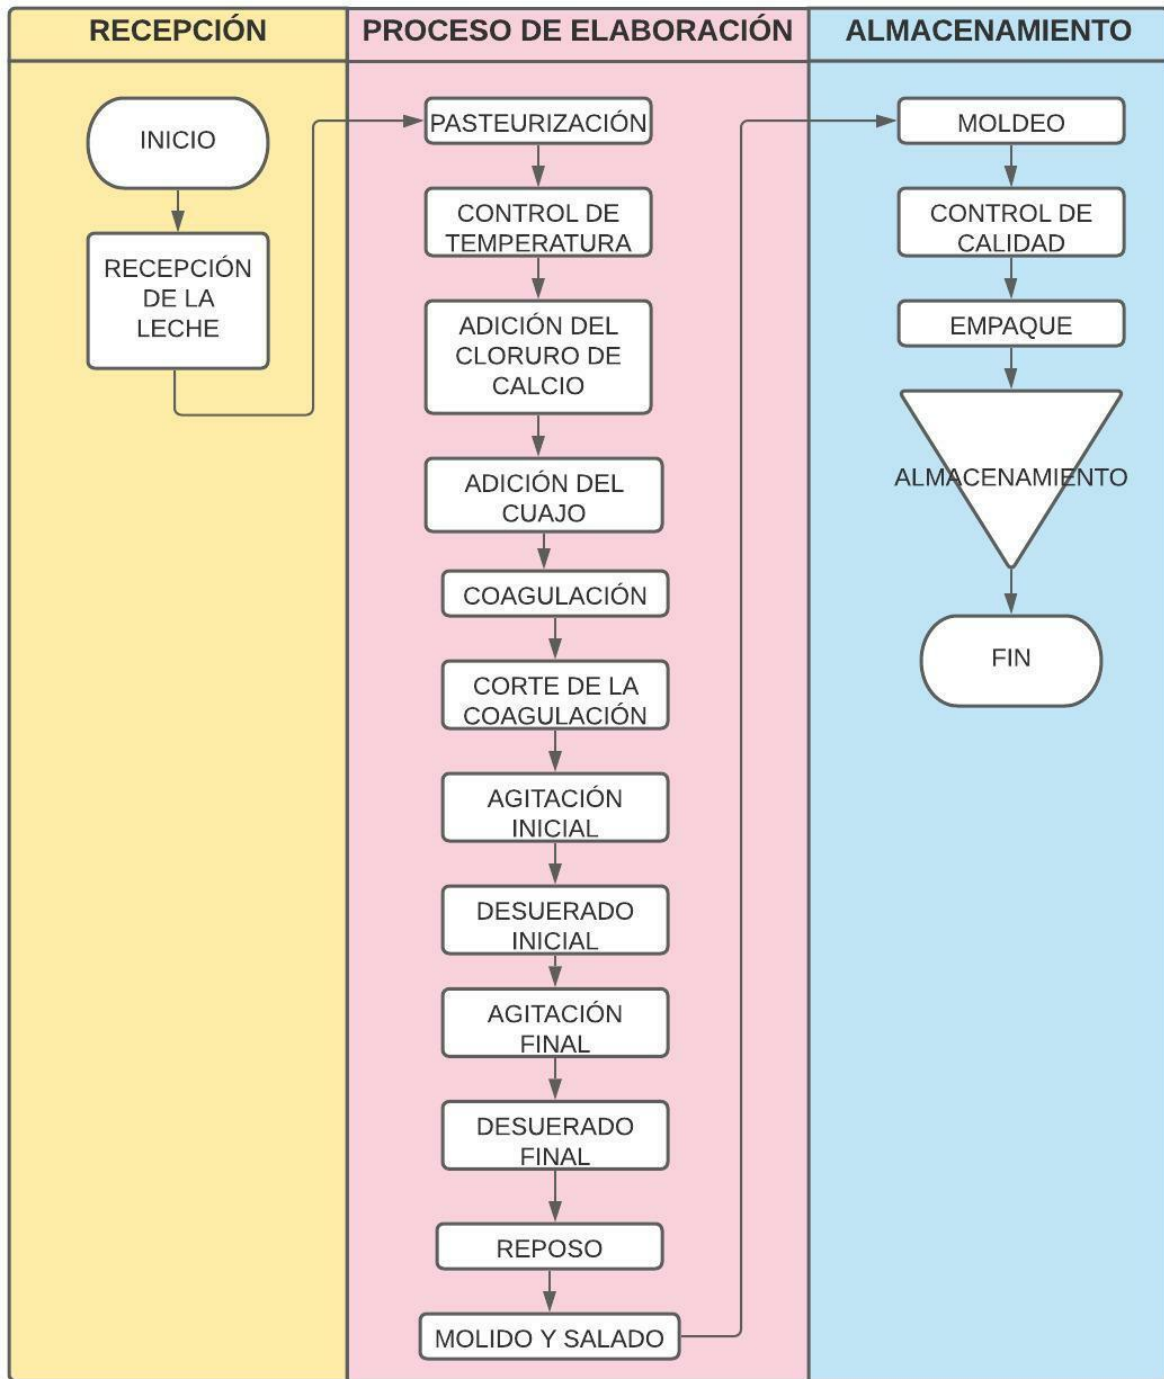 RECEPCIÓN
PROCESO DE ELABORACIÓN
ALMACENAMIENTO
INICIO
RECEPCIÓN
DE LA
LECHE
PASTEURIZACIÓN
CONTROL DE
TEMPERATURA
ADICIÓN DEL
CLORURO DE
CALCIO
ADICIÓN DEL
CUAJO
COAGULACIÓN
CORTE DE LA
COAGULACIÓN
AGITACIÓN
INICIAL
DESUERADO
INICIAL
AGITACIÓN
FINAL
DESUERADO
FINAL
REPOSO
MOLIDO Y SALADO
MOLDEO
CONTROL DE
CALIDAD
EMPAQUE
ALMACENAMIENTO
FIN